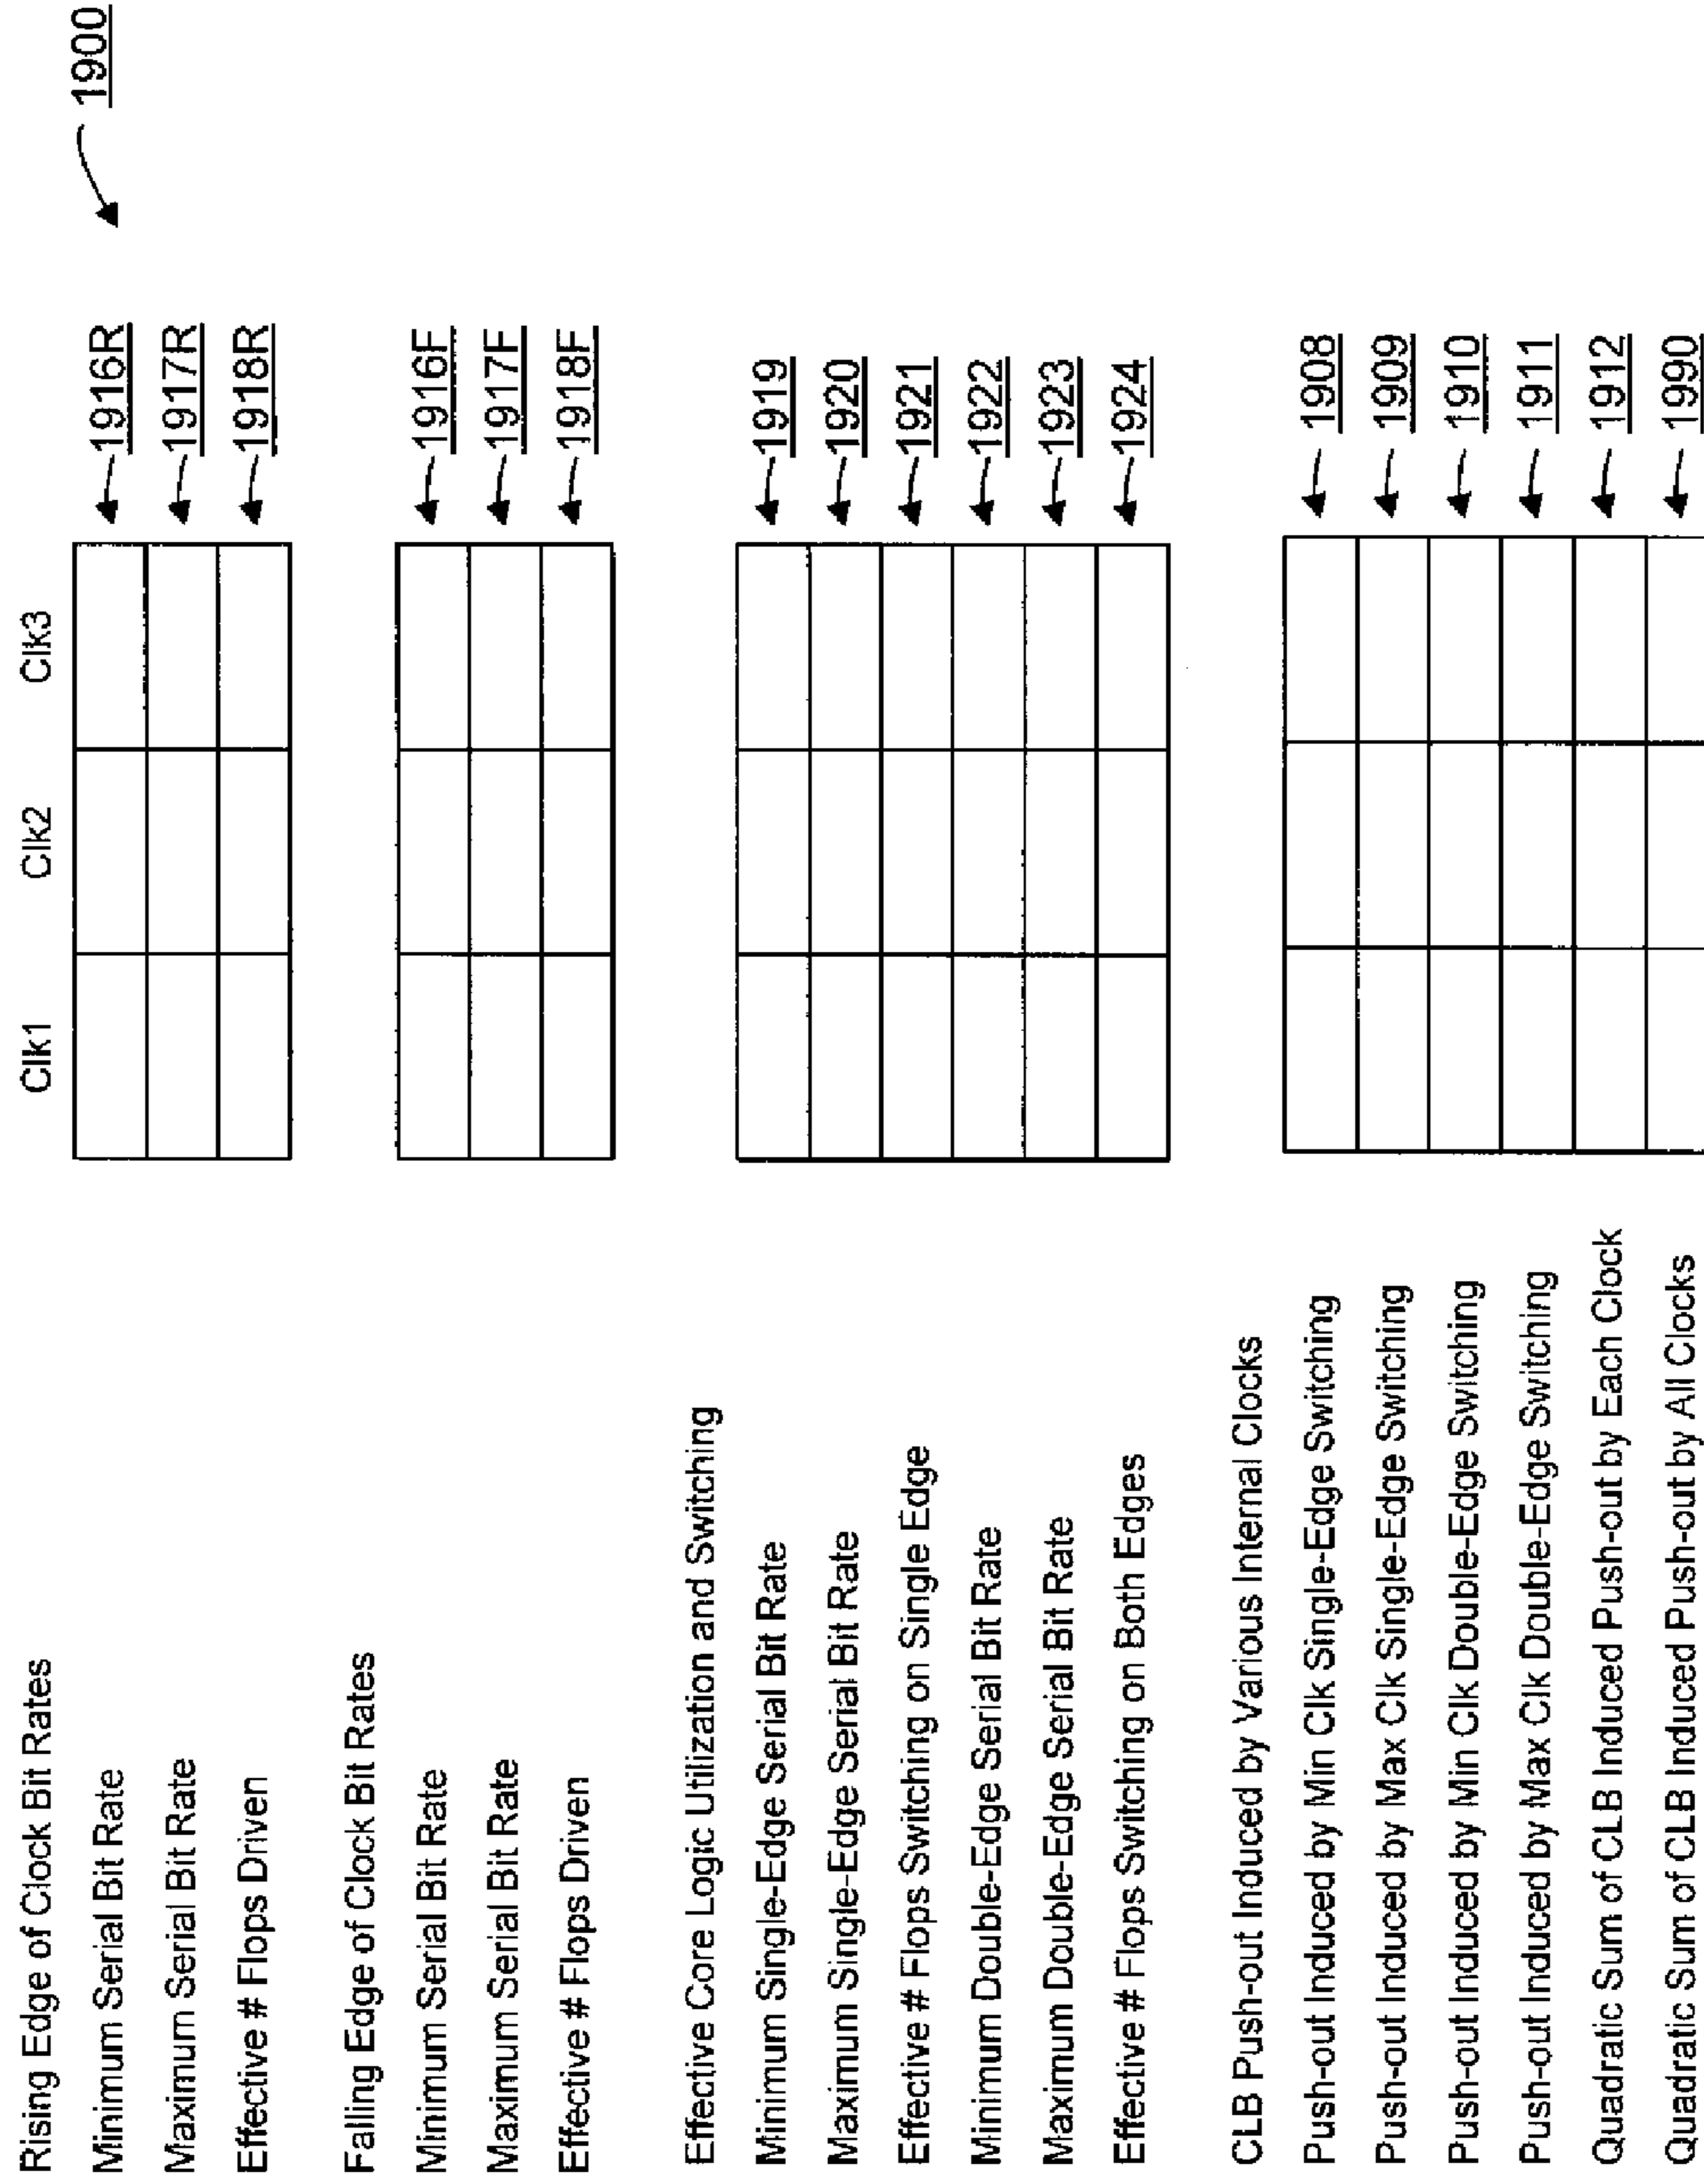 1900
Clk1 Clk2 Clk3
Rising Edge of Clock Bit Rates
Minimum Serial Bit Rate 1916R
Maximum Serial Bit Rate 1917R
Effective # Flops Driven 1918R
Falling Edge of Clock Bit Rates
Minimum Serial Bit Rate 1916F
Maximum Serial Bit Rate 1917F
Effective # Flops Driven 1918F
Effective Core Logic Utilization and Switching
Minimum Single-Edge Serial Bit Rate 1919
Maximum Single-Edge Serial Bit Rate 1920
Effective # Flops Switching on Single Edge 1921
Minimum Double-Edge Serial Bit Rate 1922
Maximum Double-Edge Serial Bit Rate 1923
Effective # Flops Switching on Both Edges 1924
CLB Push-out Induced by Various Internal Clocks
Push-out Induced by Min Clk Single-Edge Switching 1908
Push-out Induced by Max Clk Single-Edge Switching 1909
Push-out Induced by Min Clk Double-Edge Switching 1910
Push-out Induced by Max Clk Double-Edge Switching 1911
Quadratic Sum of CLB Induced Push-out by Each Clock 1912
Quadratic Sum of CLB Induced Push-out by All Clocks 1990